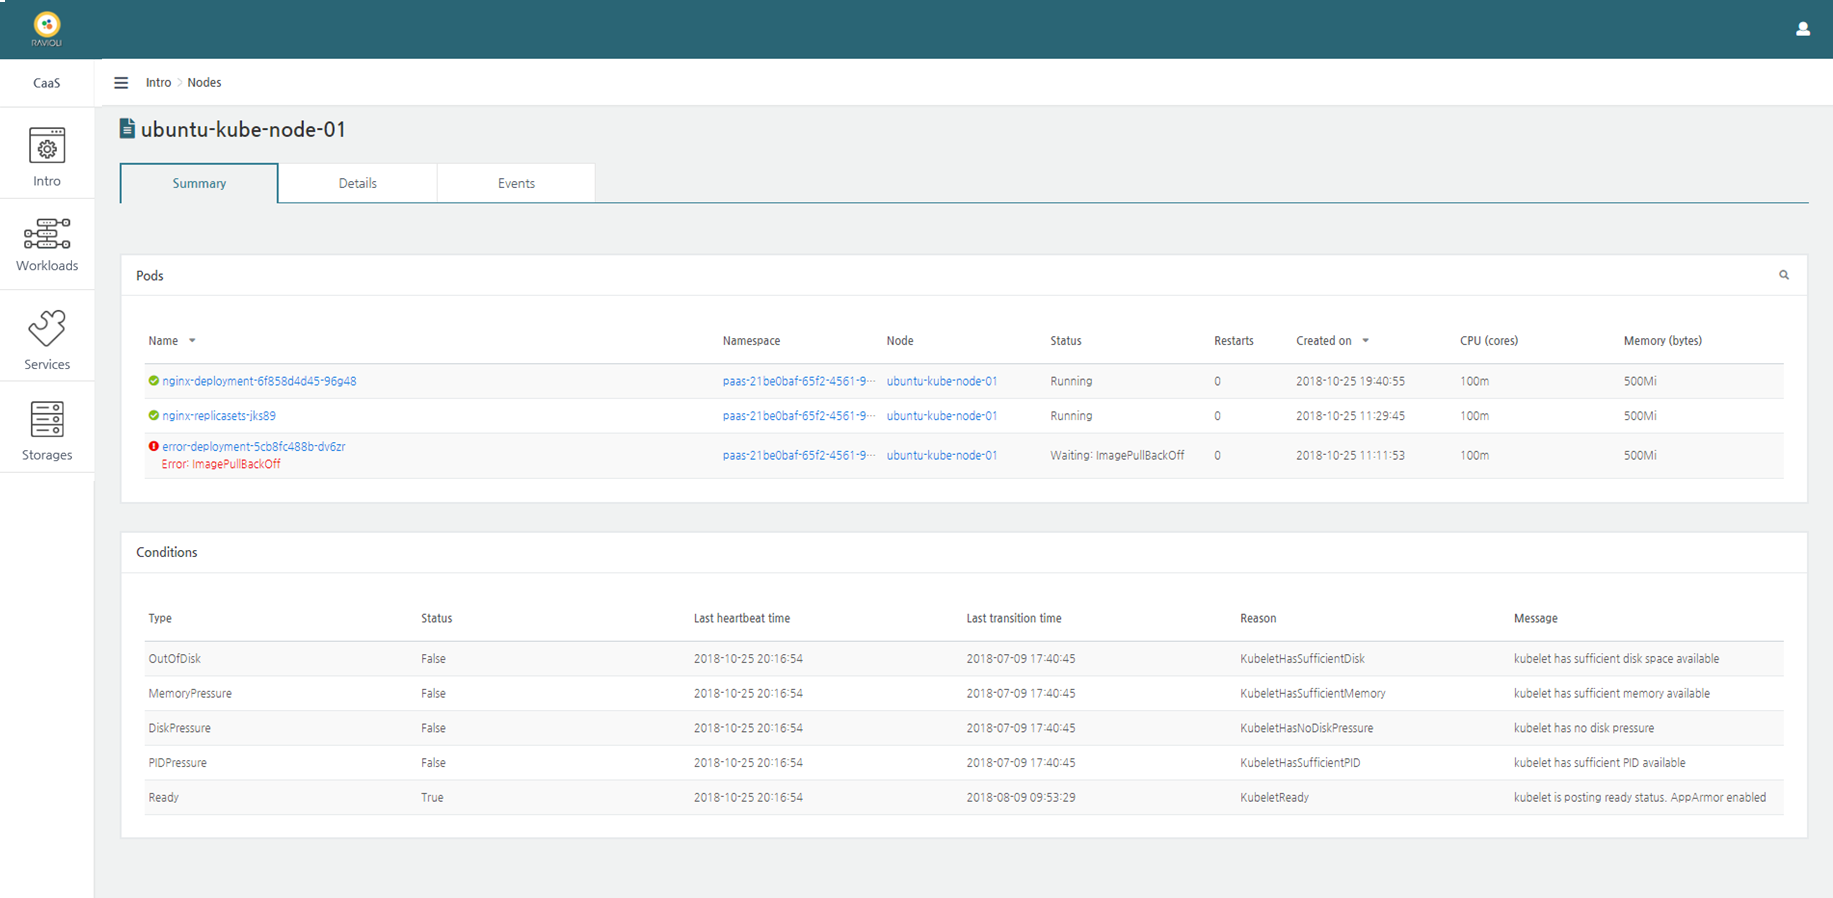 RAVIOLI
CaaS
Intro > Nodes
ubuntu-kube-node-01
Intro
Workloads
Services
Storages
Summary Details Events
Pods
Name Namespace Node Status Restarts Created on CPU (cores) Memory (bytes)
nginx-deployment-6f858d4d45-96g48 paas-21be0baf-65f2-4561-9··· ubuntu-kube-node-01 Running 0 2018-10-25 19:40:55 100m 500Mi
nginx-replicasets-jks89 paas-21be0baf-65f2-4561-9··· ubuntu-kube-node-01 Running 0 2018-10-25 11:29:45 100m 500Mi
error-deployment-5cb8fc488b-dv6zr paas-21be0baf-65f2-4561-9··· ubuntu-kube-node-01 Waiting: ImagePullBackOff 0 2018-10-25 11:11:53 100m 500Mi
Error: ImagePullBackOff
Conditions
Type Status Last heartbeat time Last transition time Reason Message
OutOfDisk False 2018-10-25 20:16:54 2018-07-09 17:40:45 KubeletHasSufficientDisk kubelet has sufficient disk space available
MemoryPressure False 2018-10-25 20:16:54 2018-07-09 17:40:45 KubeletHasSufficientMemory kubelet has sufficient memory available
DiskPressure False 2018-10-25 20:16:54 2018-07-09 17:40:45 KubeletHasNoDiskPressure kubelet has no disk pressure
PIDPressure False 2018-10-25 20:16:54 2018-07-09 17:40:45 KubeletHasSufficientPID kubelet has sufficient PID available
Ready True 2018-10-25 20:16:54 2018-08-09 09:53:29 KubeletReady kubelet is posting ready status. AppArmor enabled